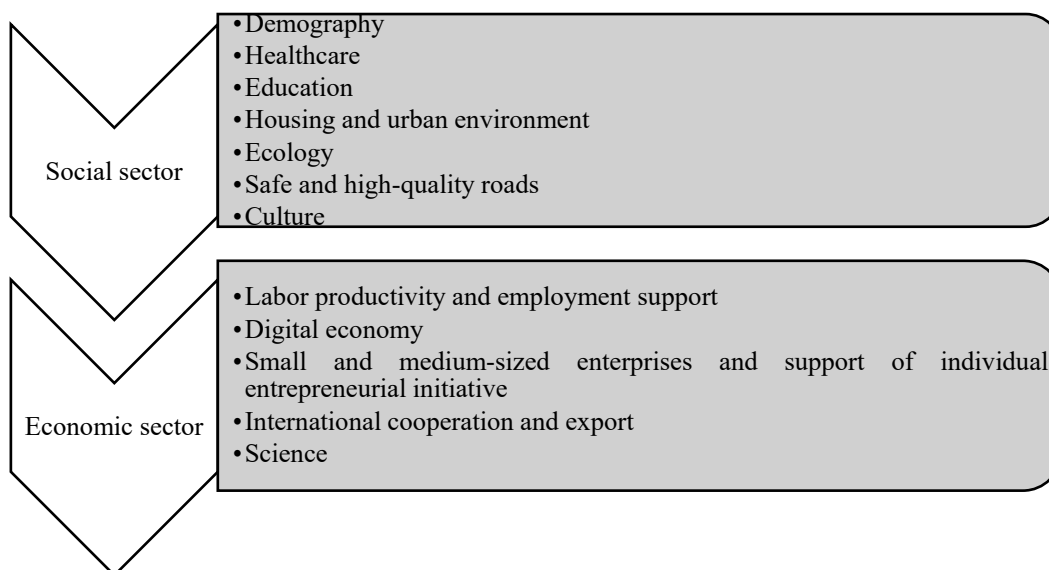 •Demography
•Healthcare
•Education
•Housing and urban environment
•Ecology
•Safe and high-quality roads
•Culture
Social sector
•Labor productivity and employment support
•Digital economy
•Small and medium-sized enterprises and support of individual
entrepreneurial initiative
•International cooperation and export
•Science
Economic sector